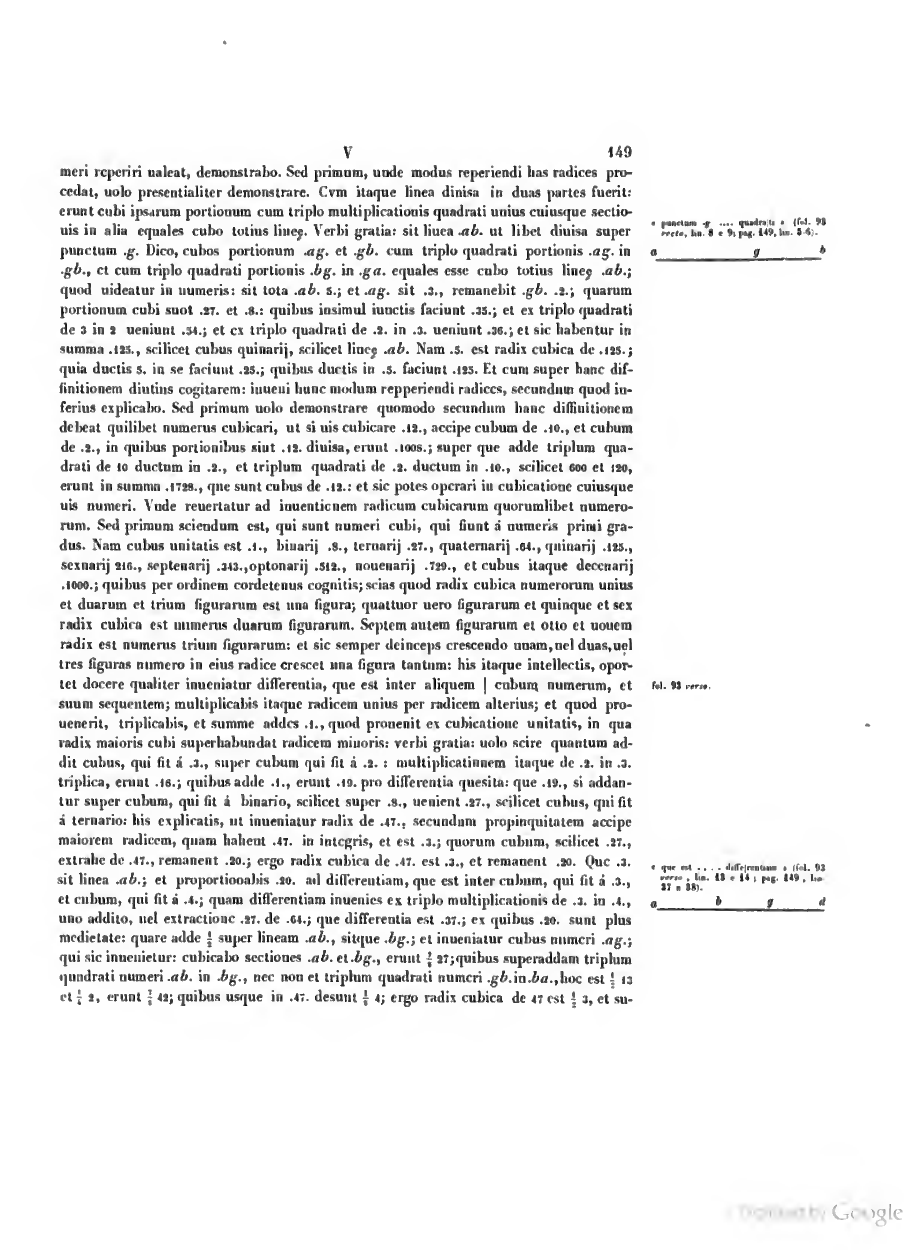 V 149
meri reperiri ualeat, demonstrabo. Sed primum, unde modus reperiendi has radices pro-
cedat, uolo presentialiter demonstrare. Cvm itaque linea diuisa in duas partes fuerit:
erunt cubi ipsarum portionum cum triplo multiplicationis quadrati unius cuiusque sectio-
nis in alia equales cubo totius lineę. Verbi gratia: sit linea .ab. ut libet diuisa super
punctum .g. Dico, cubos portionum .ag. et .gb. cum triplo quadrati portionis .ag. in
.gb., et cum triplo quadrati portionis .bg. in .ga. equales esse cubo totius lineę .ab.;
quod uideatur in numeris: sit tota .ab. 5.; et .ag. sit .3., remanebit .gb. .2.; quarum
portionum cubi suot .27. et .8.: quibus insimul iunctis faciunt .35.; et ex triplo quadrati
de 3 in 2 ueniunt .54.; et ex triplo quadrati de .2. in .3. ueniunt .36.; et sic habentur in
summa .125., scilicet cubus quinarij, scilicet lineę .ab. Nam .5. est radix cubica de .125.;
quia ductis 5. in se faciunt .25.; quibus ductis in .5. faciunt .125. Et cum super hanc dif-
finitionem diutius cogitarem: inueni hunc modum repperiendi radices, secundum quod in-
ferius explicabo. Sed primum uolo demonstrare quomodo secundum hanc diffinitionem
debeat quilibet numerus cubicari, ut si uis cubicare .12., accipe cubum de .10., et cubum
de .2., in quibus portionibus siut .12. diuisa, erunt .1008.; super que adde triplum qua-
drati de 10 ductum in .2., et triplum quadrati de .2. ductum in .10., scilicet 600 et 120,
erunt in summa .1728., que sunt cubus de .12.: et sic potes operari in cubicatione cuiusque
uis numeri. Vnde reuertatur ad inuenticnem radicum cubicarum quorumlibet numero-
rum. Sed primum sciendum est, qui sunt numeri cubi, qui fiunt á numeris primi gra-
dus. Nam cubus unitatis est .1., binarij .8., ternarij .27., quaternarij .64., quinarij .125.,
sexnarij 216., septenarij .343.,optonarij .512., nouenarij .729., et cubus itaque decenarij
.1000.; quibus per ordinem cordetenus cognitis; scias quod radix cubica numerorum unius
et duarum et trium figurarum est una figura; quattuor uero figurarum et quinque et sex
radix cubica est numerus duarum figurarum. Septem autem figurarum et otto et nouem
radix est numerus trium figurarum: et sic semper deinceps crescendo unam, uel duas, uęl
tres figuras numero in eius radice crescet una figura tantum: his itaque intellectis, opor-
tet docere qualiter inueniatur differentia, que est inter aliquem | cubum numerum, et
suum sequentem; multiplicabis itaque radicem unius per radicem alterius; et quod pro-
uenerit, triplicabis, et summe addes .1., quod prouenit ex cubicatione unitatis, in qua
radix maioris cubi superhabundat radicem minoris: verbi gratia: uolo scire quantum ad-
dit cubus, qui fit á .3., super cubum qui fit á .2. : multiplicatinnem itaque de .2. in .3.
triplica, erunt .18.; quibus adde .1., erunt .19. pro differentia quesita: que .19., si addan-
tur super cubum, qui fit á binario, scilicet super .8., uenient .27., scilicet cubus, qui fit
á ternario: his explicatis, ut inueniatur radix de .47., secundum propinquitatem accipe
maiorem radicem, quam habent .47. in integris, et est .3.; quorum cubum, scilicet .27.,
extrahe de .47., remanent .20.; ergo radix cubica de .47. est .3., et remanent .20. Que .3.
sit linea .ab.; et proportionabis .20. ad differentiam, que est inter cubum, qui fit á .3.,
et cubum, qui fit á .4.; quam differentiam inuenies ex triplo multiplicationis de .3. in .4.,
uno addito, uel extractione .27. de .64.; que differentia est .37.; ex quibus .20. sunt plus
medietate: quare adde ½ super lineam .ab., sitque .bg.; et inueniatur cubus numeri .ag.;
qui sic inuenietur: cubicabo sectiones .ab. et .bg., erunt ⅛ 27; quibus superaddam triplum
quadrati numeri .ab. in .bg., nec non et triplum quadrati numeri .gb. in .ba., hoc est ½ 13
et ¼ 2, erunt ⅞ 42; quibus usque in .47. desunt ⅛ 4; ergo radix cubica de 47 est ½ 3, et su-
« punctum .g. .... quadrati » (fol. 93
recto, lin. 8 e 9; pag. 149, lin. 5-6).
a g b
fol. 93 verso.
« que est . . . . differentiam » (fol. 93
verso , lin. 13 e 14 ; pag. 149 , lin.
37 e 38).
a b g d
Digitized by Google